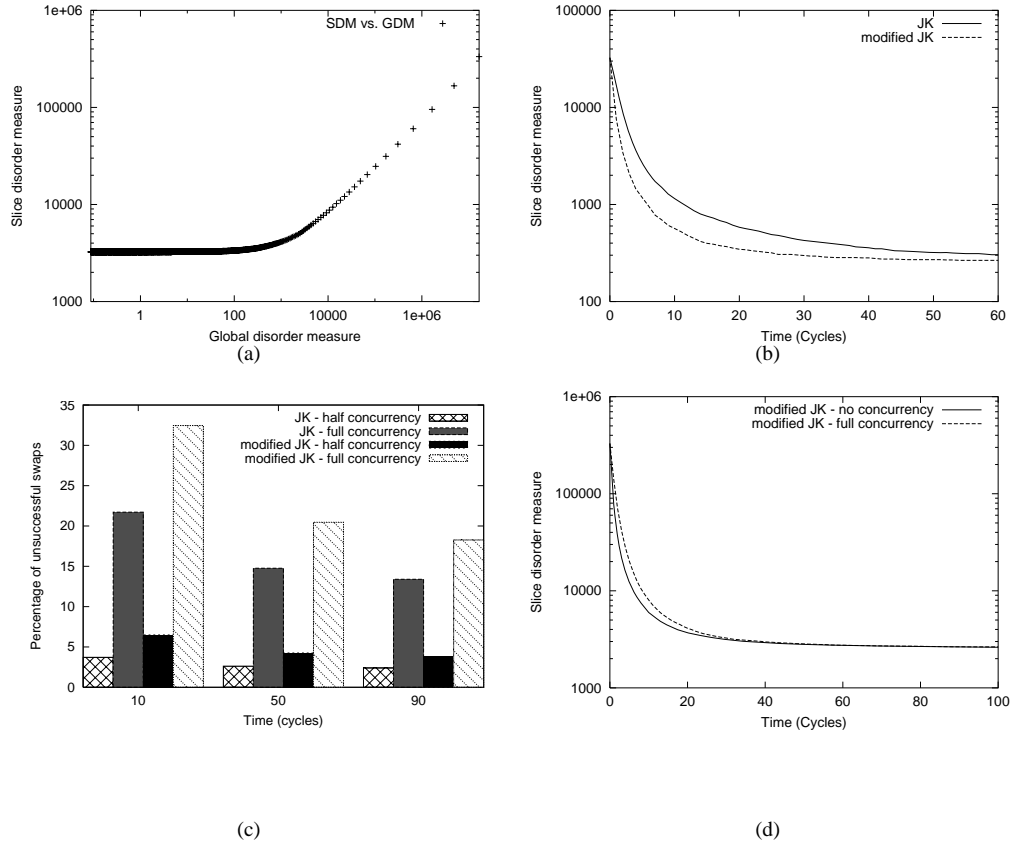 1e+06
100000
10000
1000
1
100
10000
1e+06
Slice disorder measure
Global disorder measure
SDM vs. GDM
(a)
100000
10000
1000
100
0
10
20
30
40
50
60
Slice disorder measure
Time (Cycles)
JK
modified JK
(b)
35
30
25
20
15
10
5
0
10
50
90
Percentage of unsuccessful swaps
Time (cycles)
JK - half concurrency
JK - full concurrency
modified JK - half concurrency
modified JK - full concurrency
(c)
1e+06
100000
10000
1000
0
20
40
60
80
100
Slice disorder measure
Time (Cycles)
modified JK - no concurrency
modified JK - full concurrency
(d)